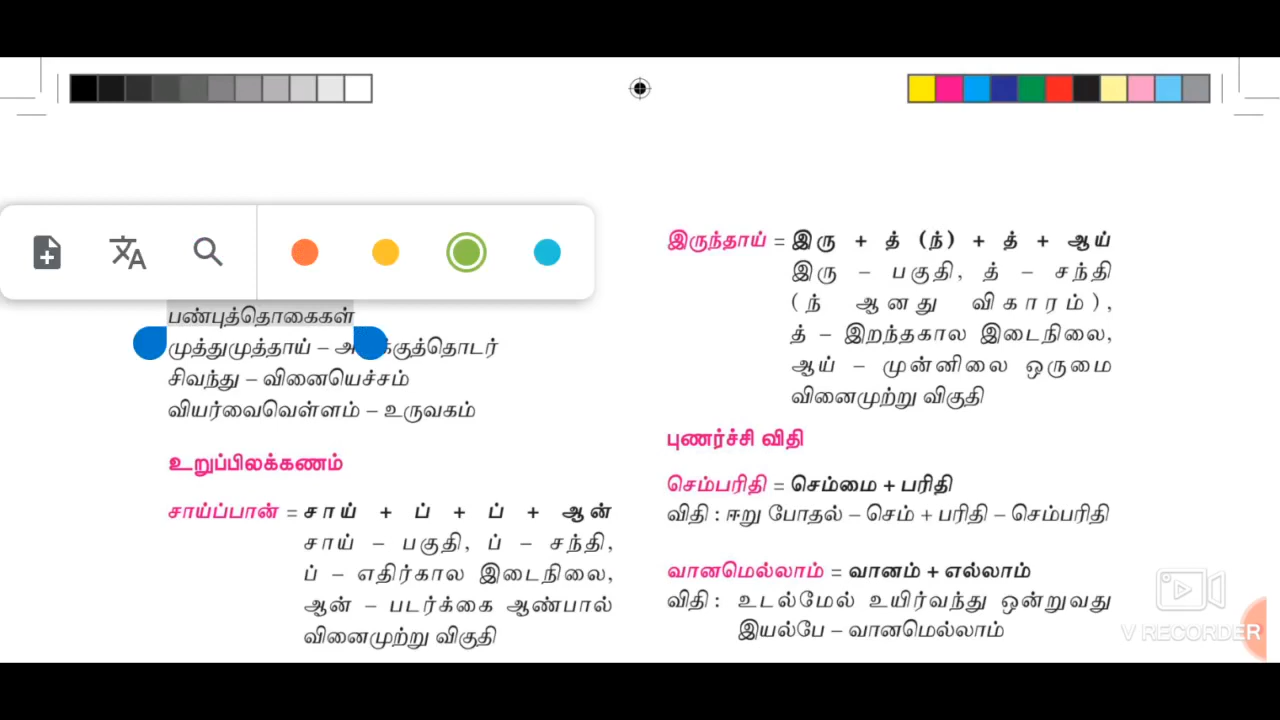 பண்புத்தொகைகள்
முத்துமுத்தாய் – அடுக்குத்தொடர்
சிவந்து – வினையெச்சம்
வியர்வைவெள்ளம் – உருவகம்
உறுப்பிலக்கணம்
சாய்ப்பான் = சாய் + ப் + ப் + ஆன்
சாய் – பகுதி, ப் – சந்தி,
ப் – எதிர்கால இடைநிலை,
ஆன் – படர்க்கை ஆண்பால்
வினைமுற்று விகுதி
இருந்தாய் = இரு + த் (ந்) + த் + ஆய்
இரு – பகுதி, த் – சந்தி
(ந் ஆனது விகாரம்),
த் – இறந்தகால இடைநிலை,
ஆய் – முன்னிலை ஒருமை
வினைமுற்று விகுதி
புணர்ச்சி விதி
செம்பரிதி = செம்மை + பரிதி
விதி : ஈறு போதல் – செம் + பரிதி – செம்பரிதி
வானமெல்லாம் = வானம் + எல்லாம்
விதி : உடல்மேல் உயிர்வந்து ஒன்றுவது
இயல்பே – வானமெல்லாம்
V RECORDER